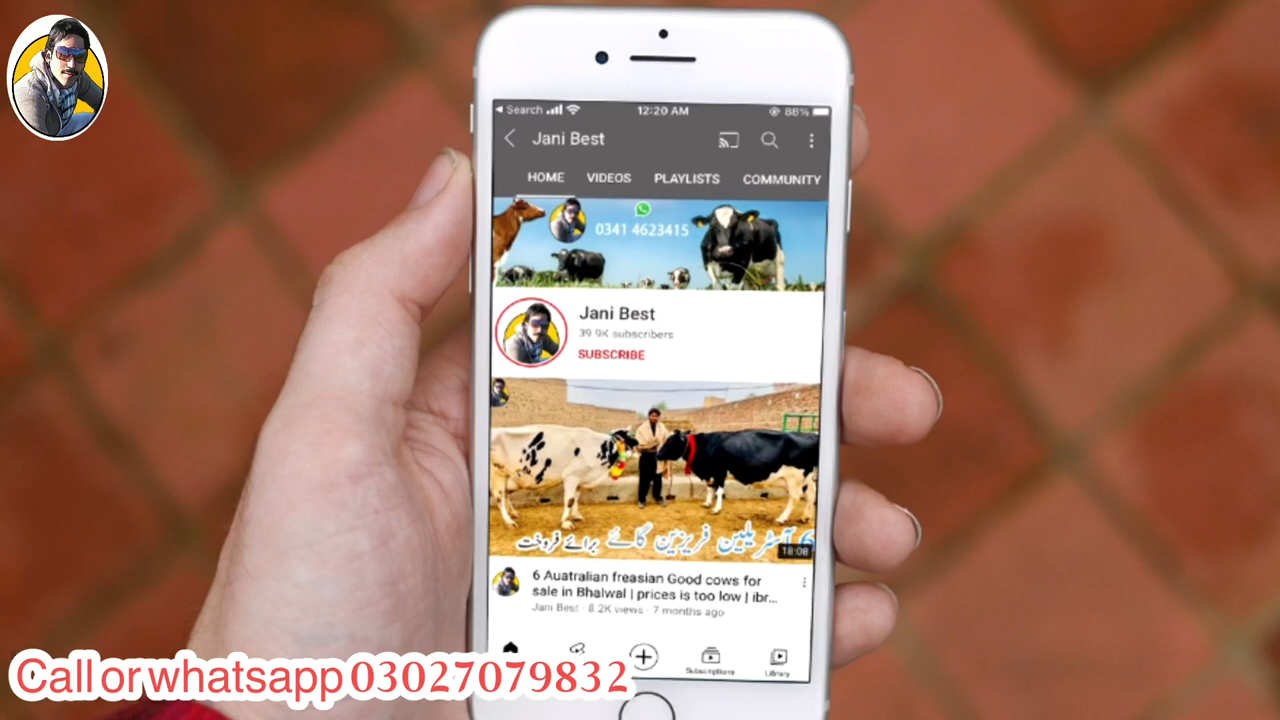 Search
12:20 AM
88%
Jani Best
HOME VIDEOS PLAYLISTS COMMUNITY
0341 4623415
Jani Best
39.9K subscribers
SUBSCRIBE
6 آسٹریلین فریزین گائے برائے فروخت
18:08
6 Auatralian freasian Good cows for
sale in Bhalwal | prices is too low | ibr...
Jani Best · 8.2K views · 7 months ago
Subscriptions
Library
Call or whatsapp 03027079832